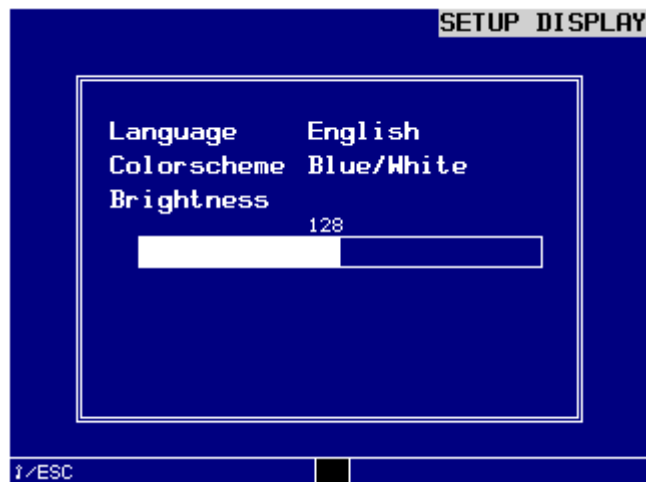 SETUP DISPLAY
Language English
Colorscheme Blue/White
Brightness
128
⇧/ESC